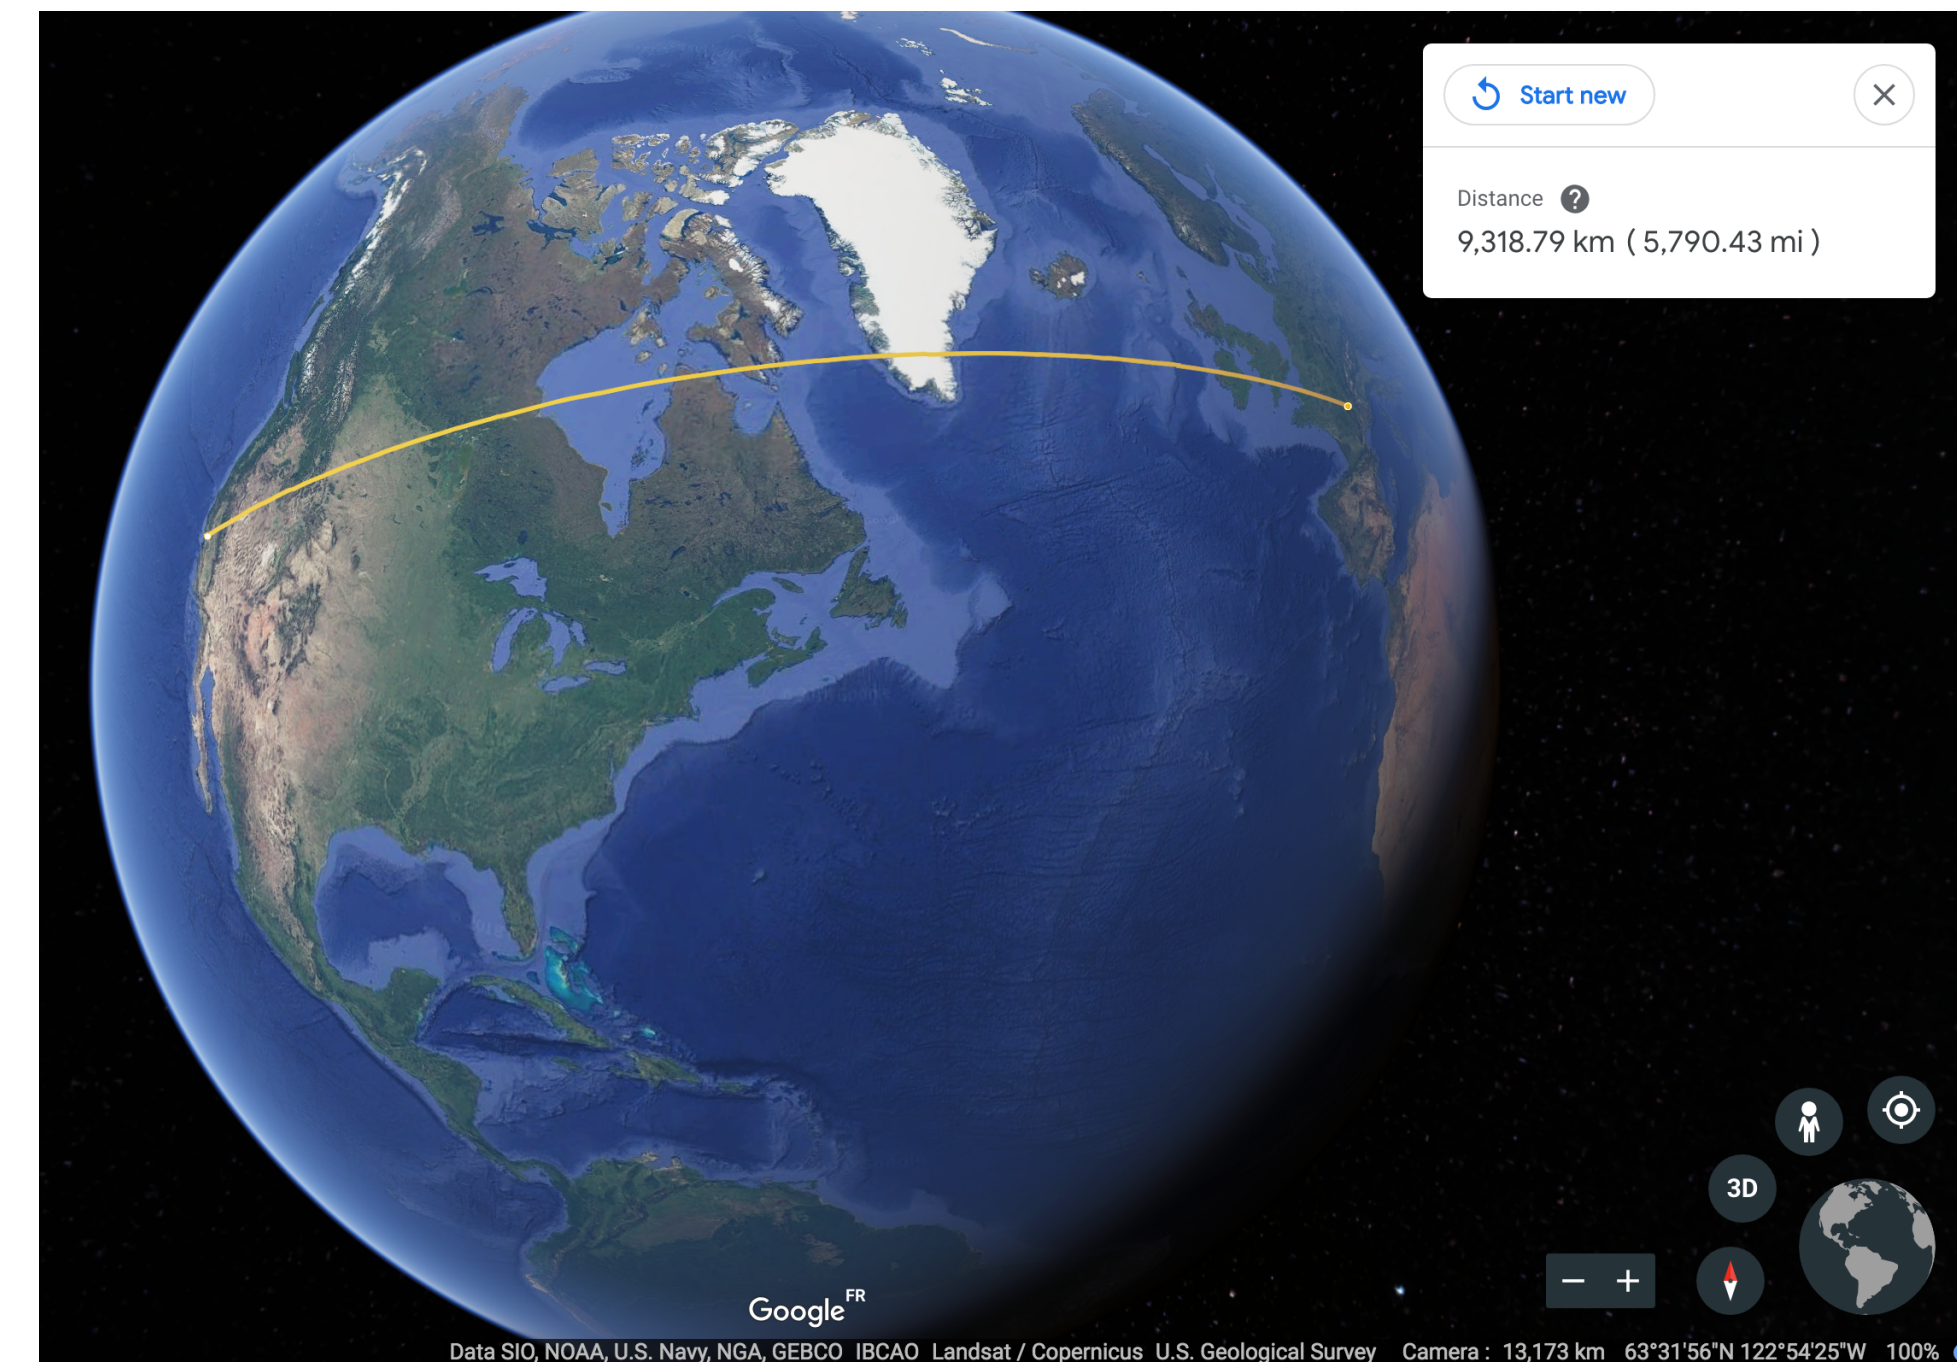 Start new
Distance ?
9,318.79 km ( 5,790.43 mi )
3D
Google FR
Data SIO, NOAA, U.S. Navy, NGA, GEBCO IBCAO Landsat / Copernicus U.S. Geological Survey Camera : 13,173 km 63°31'56"N 122°54'25"W 100%